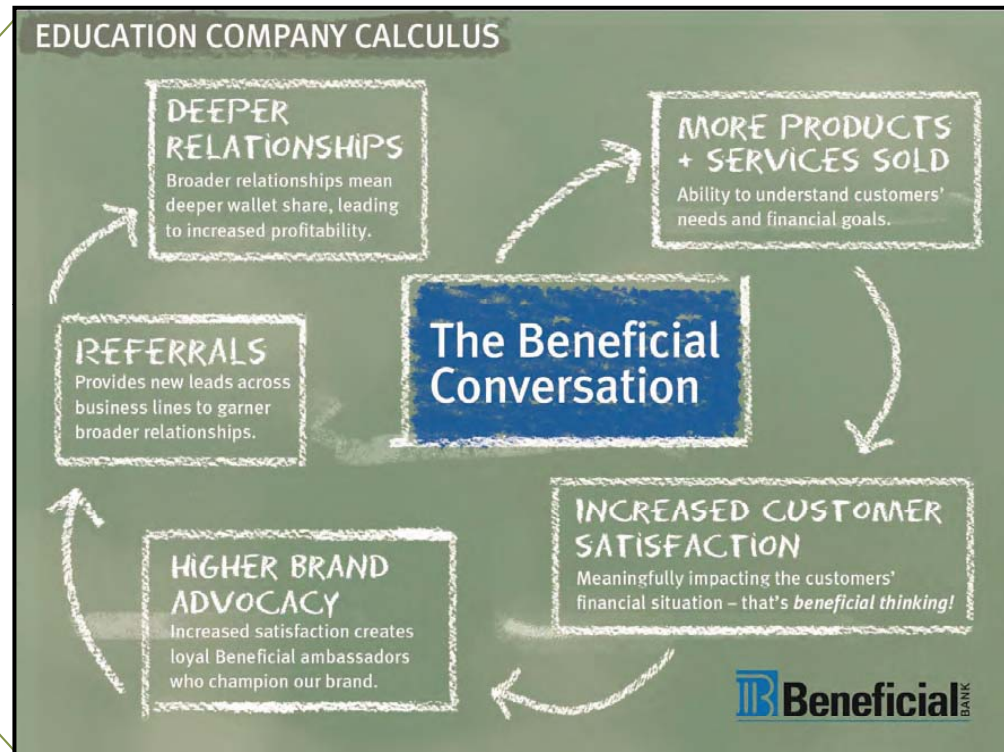 EDUCATION COMPANY CALCULUS
DEEPER
RELATIONSHIPS
Broader relationships mean
deeper wallet share, leading
to increased profitability.
MORE PRODUCTS
+ SERVICES SOLD
Ability to understand customers'
needs and financial goals.
The Beneficial
Conversation
REFERRALS
Provides new leads across
business lines to garner
broader relationships.
INCREASED CUSTOMER
SATISFACTION
Meaningfully impacting the customers'
financial situation – that's beneficial thinking!
HIGHER BRAND
ADVOCACY
Increased satisfaction creates
loyal Beneficial ambassadors
who champion our brand.
Beneficial BANK